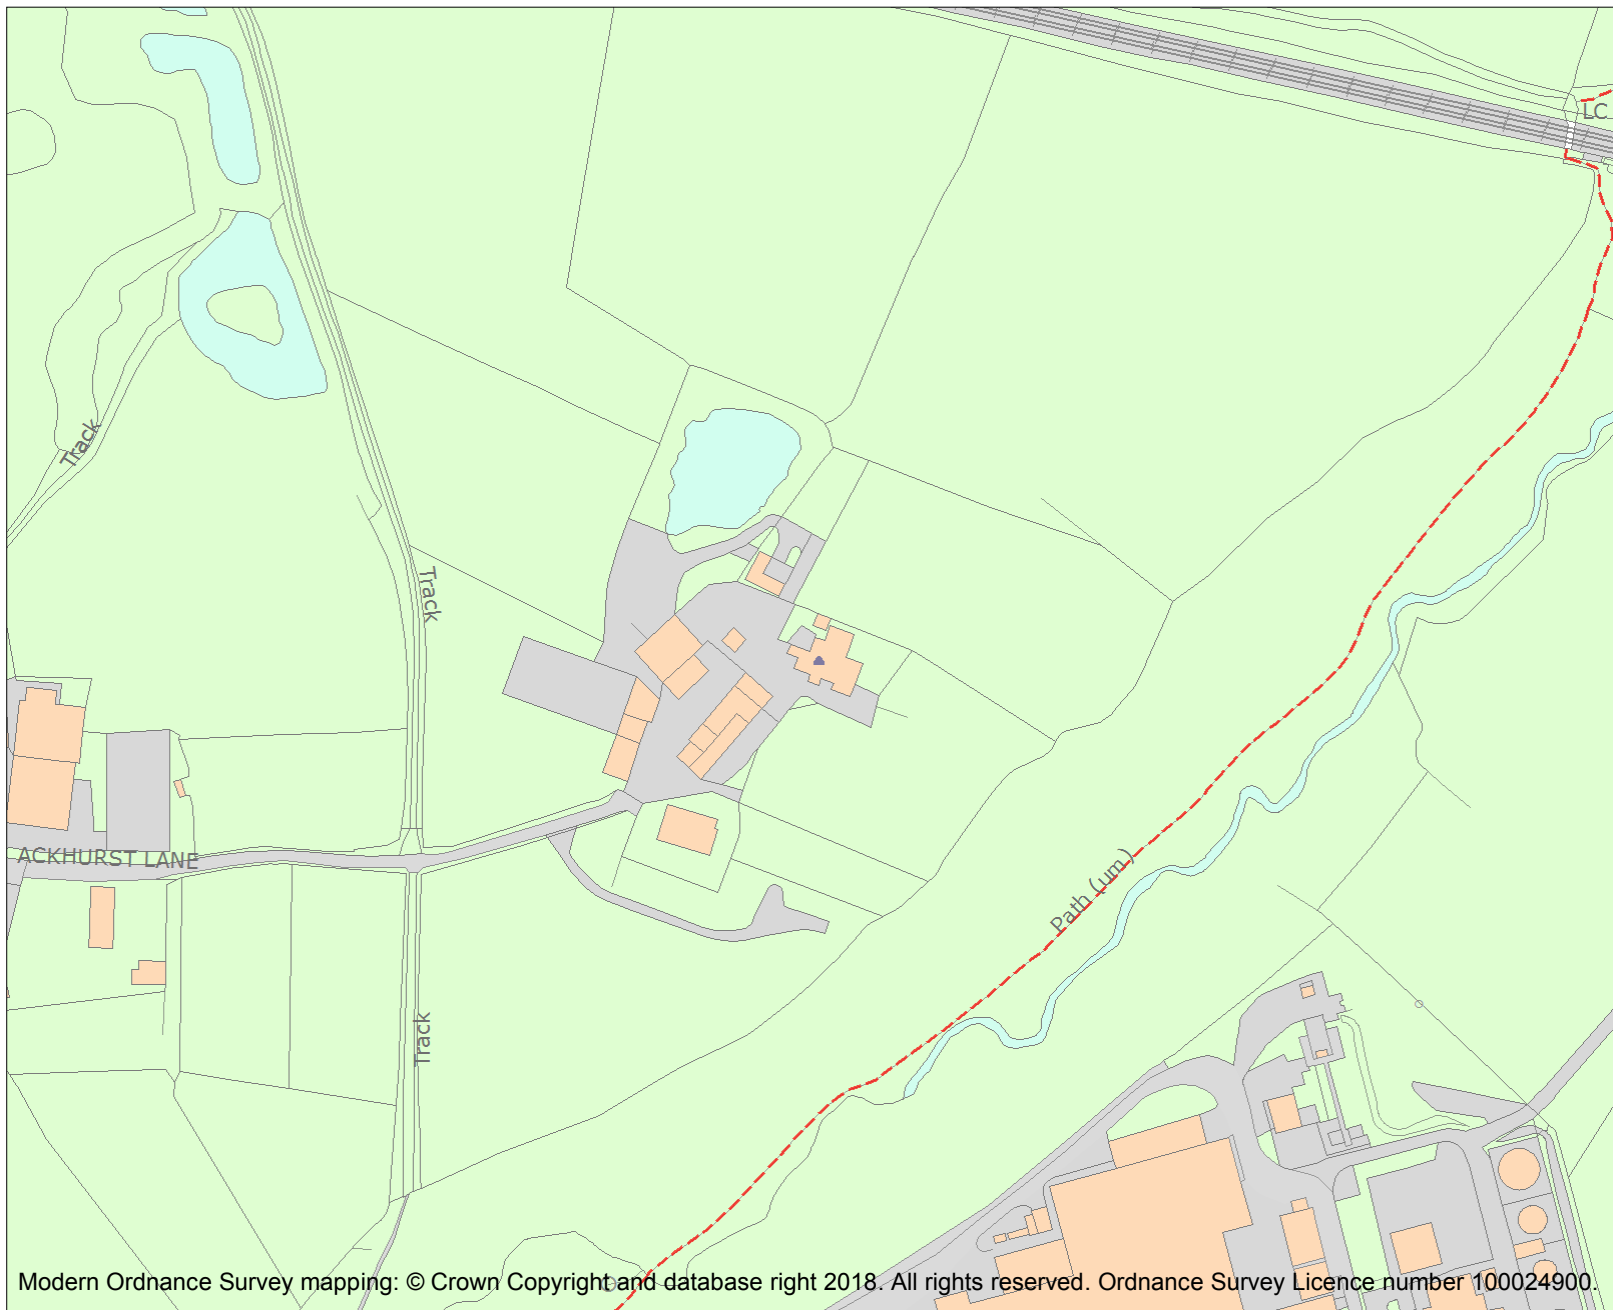 LC
Track
Track
ACKHURST LANE
Path (um)
Track
Modern Ordnance Survey mapping: © Crown Copyright and database right 2018. All rights reserved. Ordnance Survey Licence number 100024900.